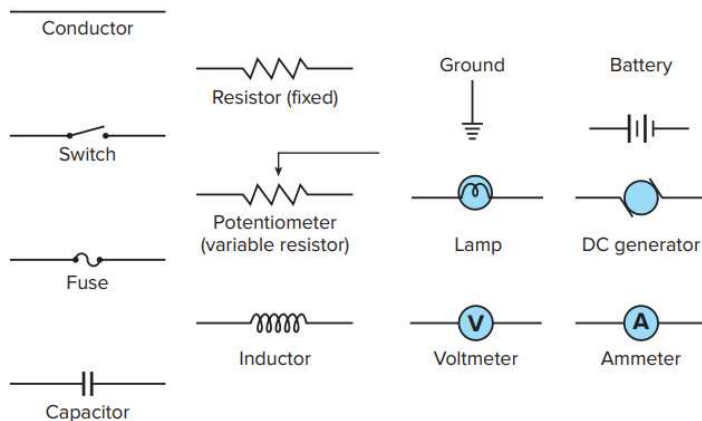 Conductor
Switch
Fuse
Capacitor
Resistor (fixed)
Potentiometer
(variable resistor)
Inductor
Ground
Lamp
V
Voltmeter
Battery
DC generator
A
Ammeter